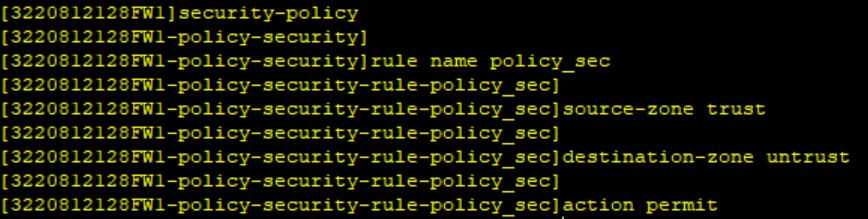 [3220812128FW1]security-policy
[3220812128FW1-policy-security]
[3220812128FW1-policy-security]rule name policy_sec
[3220812128FW1-policy-security-rule-policy_sec]
[3220812128FW1-policy-security-rule-policy_sec]source-zone trust
[3220812128FW1-policy-security-rule-policy_sec]
[3220812128FW1-policy-security-rule-policy_sec]destination-zone untrust
[3220812128FW1-policy-security-rule-policy_sec]
[3220812128FW1-policy-security-rule-policy_sec]action permit